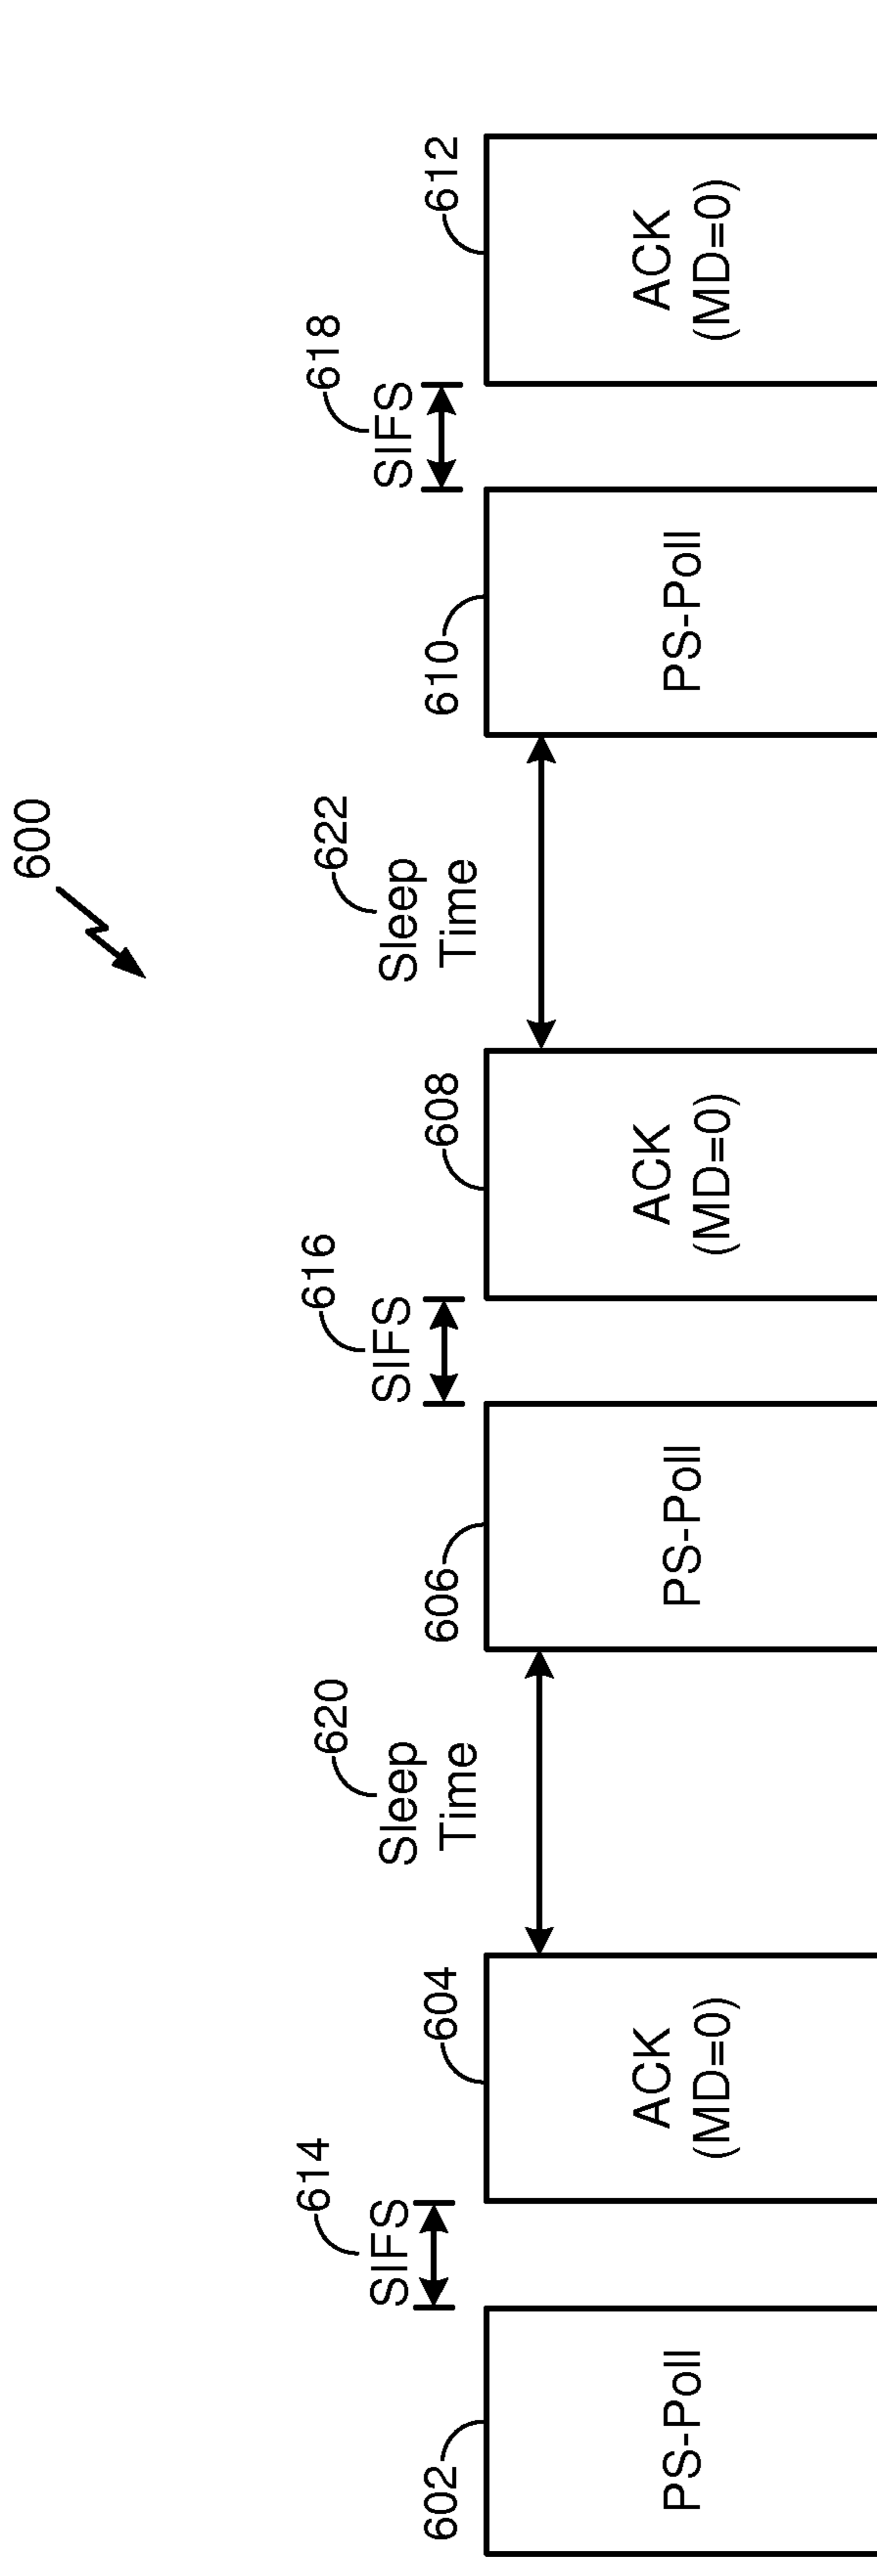 600
614
SIFS
620
Sleep
Time
616
SIFS
622
Sleep
Time
618
SIFS
602
604
606
608
610
612
PS-Poll
ACK
(MD=0)
PS-Poll
ACK
(MD=0)
PS-Poll
ACK
(MD=0)